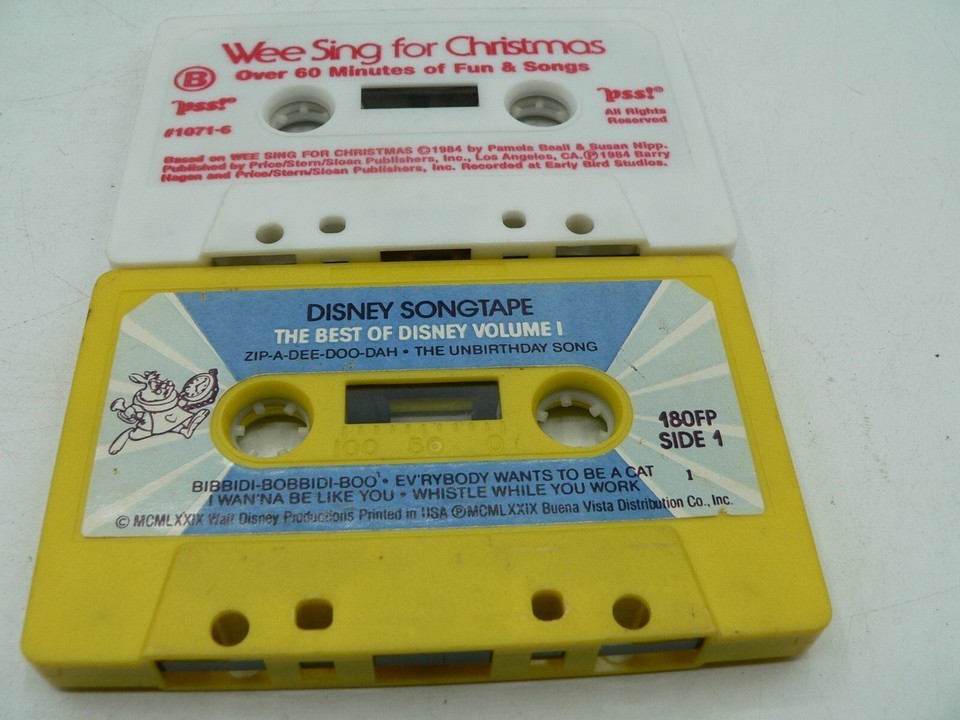 Wee Sing for Christmas
Over 60 Minutes of Fun & Songs
B
pss!®
pss!®
#1071-6
All Rights
Reserved
Based on WEE SING FOR CHRISTMAS ©1984 by Pamela Beall & Susan Nipp.
Published by Price/Stern/Sloan Publishers, Inc., Los Angeles, CA. ℗1984 Barry
Hagen and Price/Stern/Sloan Publishers, Inc. Recorded at Early Bird Studios.
DISNEY SONGTAPE
THE BEST OF DISNEY VOLUME I
ZIP-A-DEE-DOO-DAH • THE UNBIRTHDAY SONG
180FP
SIDE 1
100 50 0
BIBBIDI-BOBBIDI-BOO • EV'RYBODY WANTS TO BE A CAT
1
I WAN'NA BE LIKE YOU • WHISTLE WHILE YOU WORK
© MCMLXXIX Walt Disney Productions Printed in USA ℗MCMLXXIX Buena Vista Distribution Co., Inc.